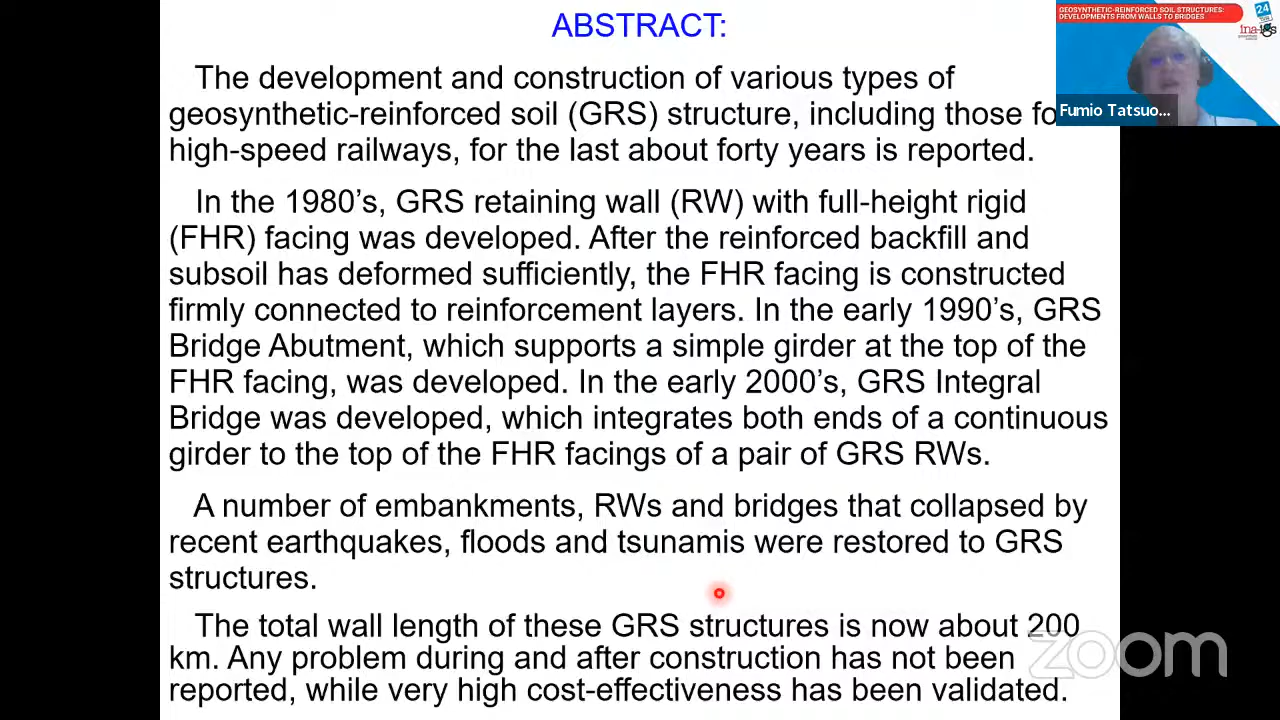 ABSTRACT:
The development and construction of various types of
geosynthetic-reinforced soil (GRS) structure, including those fo
high-speed railways, for the last about forty years is reported.
In the 1980’s, GRS retaining wall (RW) with full-height rigid
(FHR) facing was developed. After the reinforced backfill and
subsoil has deformed sufficiently, the FHR facing is constructed
firmly connected to reinforcement layers. In the early 1990’s, GRS
Bridge Abutment, which supports a simple girder at the top of the
FHR facing, was developed. In the early 2000’s, GRS Integral
Bridge was developed, which integrates both ends of a continuous
girder to the top of the FHR facings of a pair of GRS RWs.
A number of embankments, RWs and bridges that collapsed by
recent earthquakes, floods and tsunamis were restored to GRS
structures.
The total wall length of these GRS structures is now about 200
km. Any problem during and after construction has not been
reported, while very high cost-effectiveness has been validated.
GEOSYNTHETIC-REINFORCED SOIL STRUCTURES:
DEVELOPMENTS FROM WALLS TO BRIDGES
24
Fumio Tatsuo...
zoom